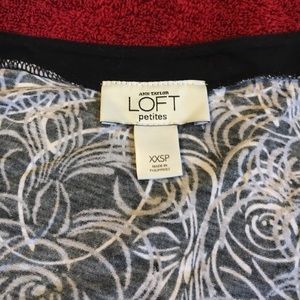 ANN TAYLOR
LOFT
petites
XXSP
MADE IN
PHILIPPINES